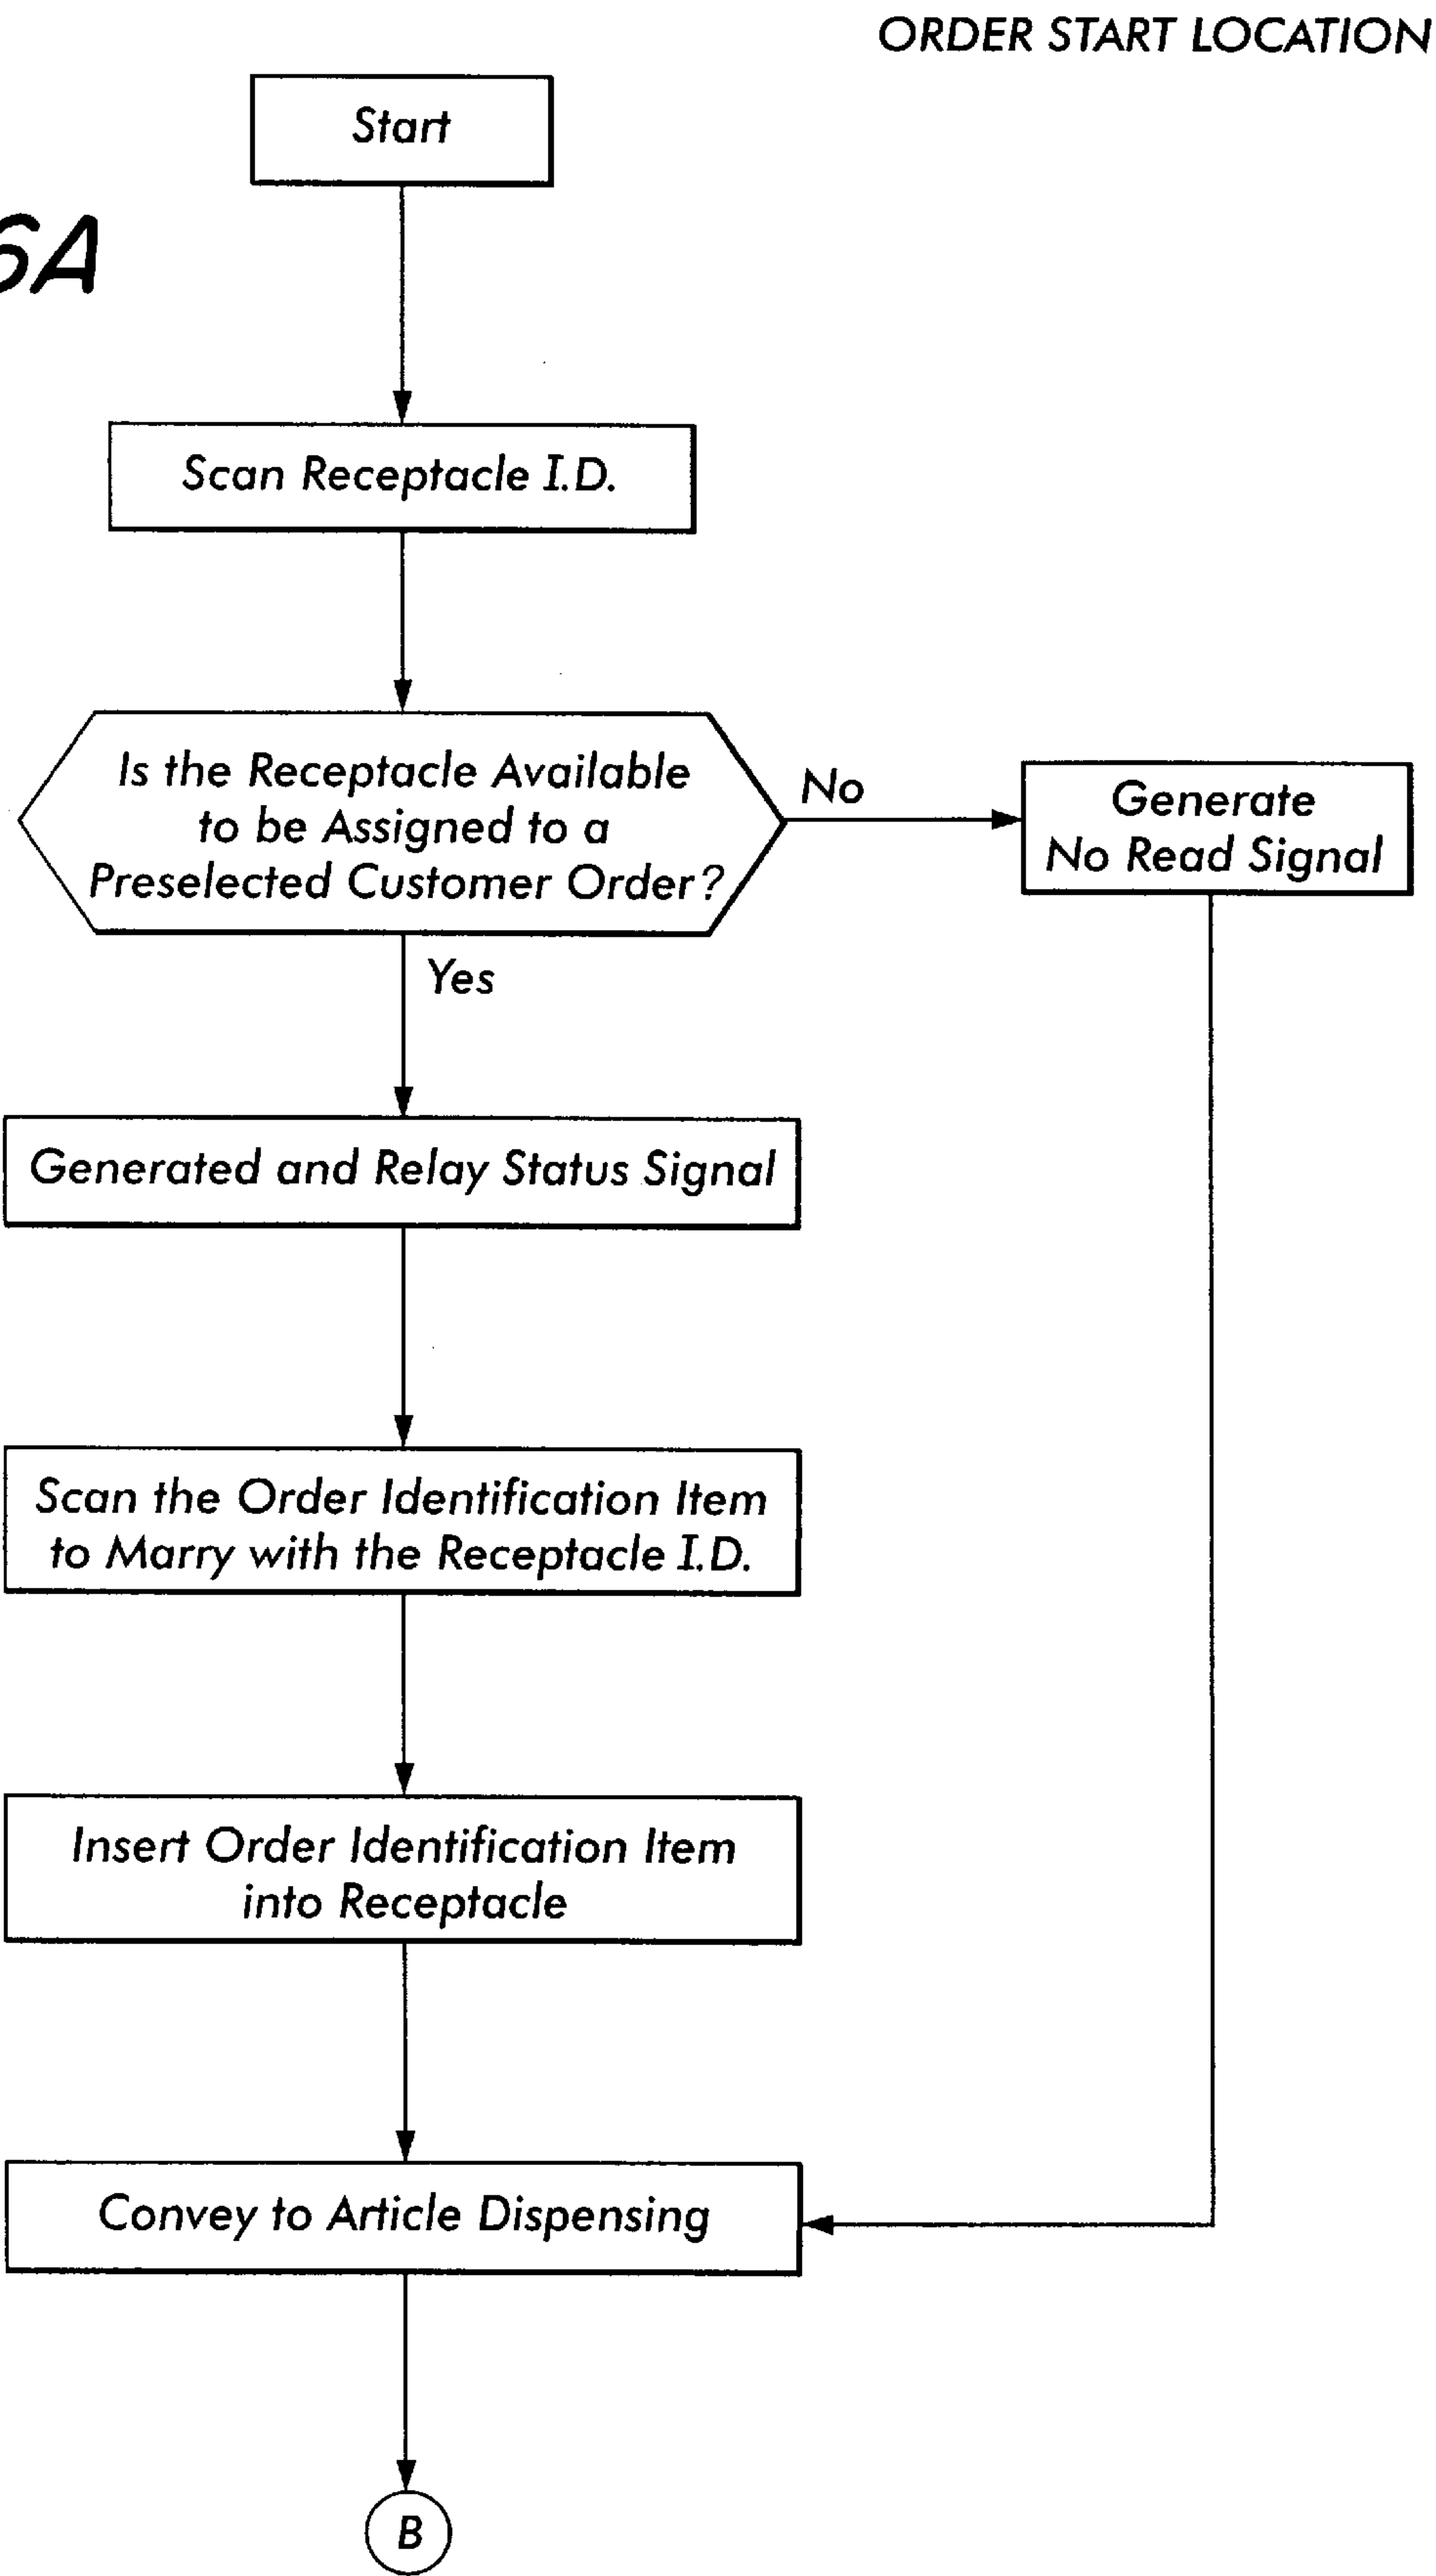 ORDER START LOCATION
Start
6A
Scan Receptacle I.D.
Is the Receptacle Available
to be Assigned to a
Preselected Customer Order?
No
Generate
No Read Signal
Yes
Generated and Relay Status Signal
Scan the Order Identification Item
to Marry with the Receptacle I.D.
Insert Order Identification Item
into Receptacle
Convey to Article Dispensing
B